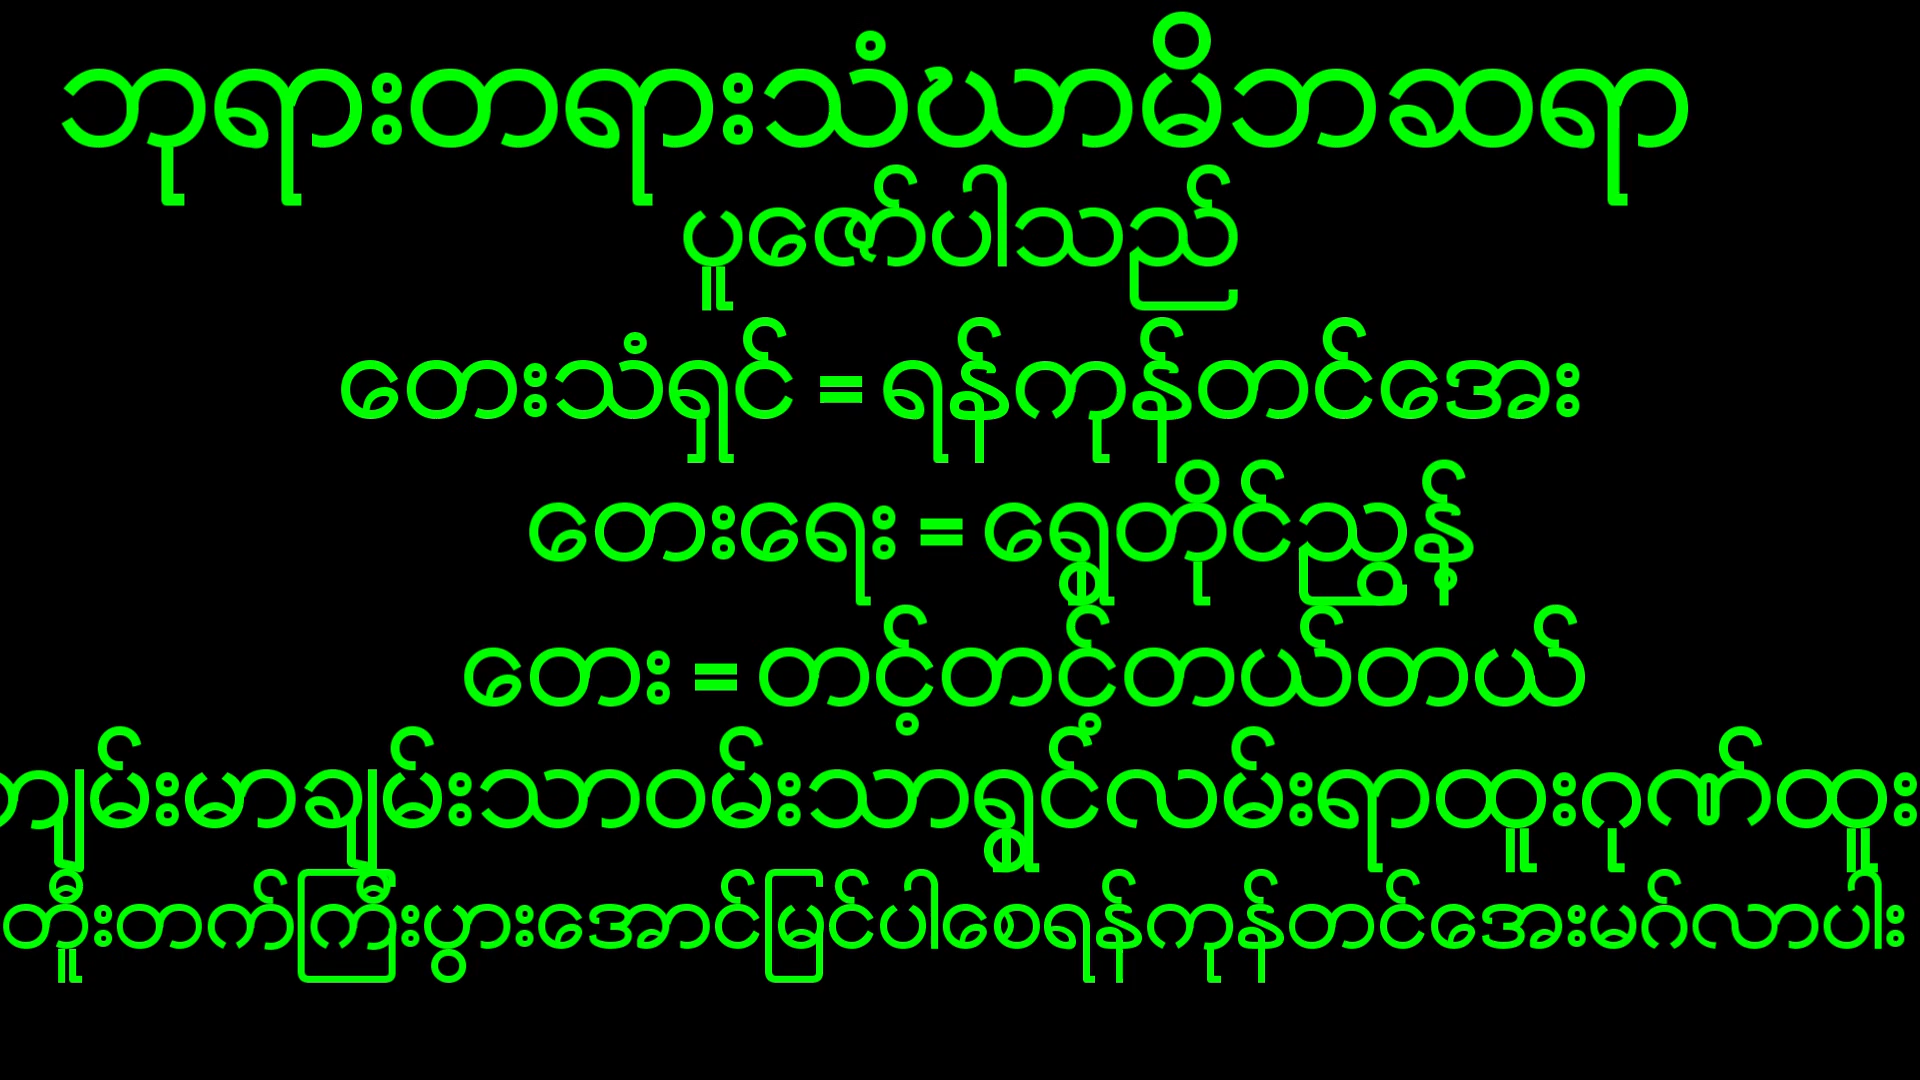 ဘုရားတရားသံဃာမိဘဆရာ
ပူဇော်ပါသည်
တေးသံရှင် = ရန်ကုန်တင်အေး
တေးရေး = ရွှေတိုင်ညွန့်
တေး = တင့်တင့်တယ်တယ်
ကျမ်းမာချမ်းသာဝမ်းသာရွှင်လမ်းရာထူးဂုဏ်ထူး
တိုးတက်ကြီးပွားအောင်မြင်ပါစေရန်ကုန်တင်အေးမင်္ဂလာပါး